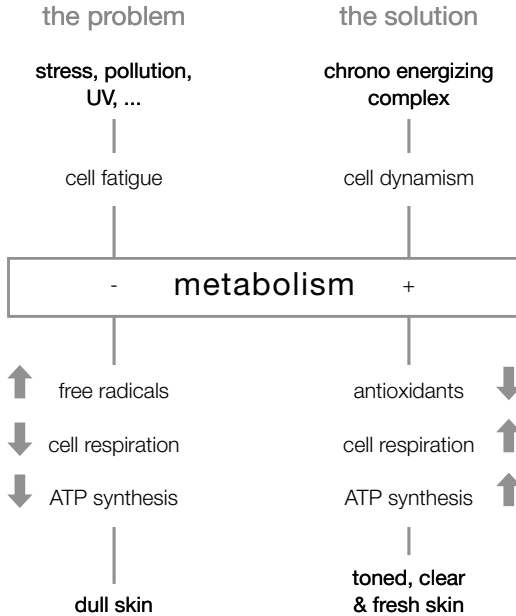 the problem
the solution
stress, pollution,
UV, ...
chrono energizing
complex
cell fatigue
cell dynamism
- metabolism +
free radicals
antioxidants
cell respiration
cell respiration
ATP synthesis
ATP synthesis
dull skin
toned, clear
& fresh skin